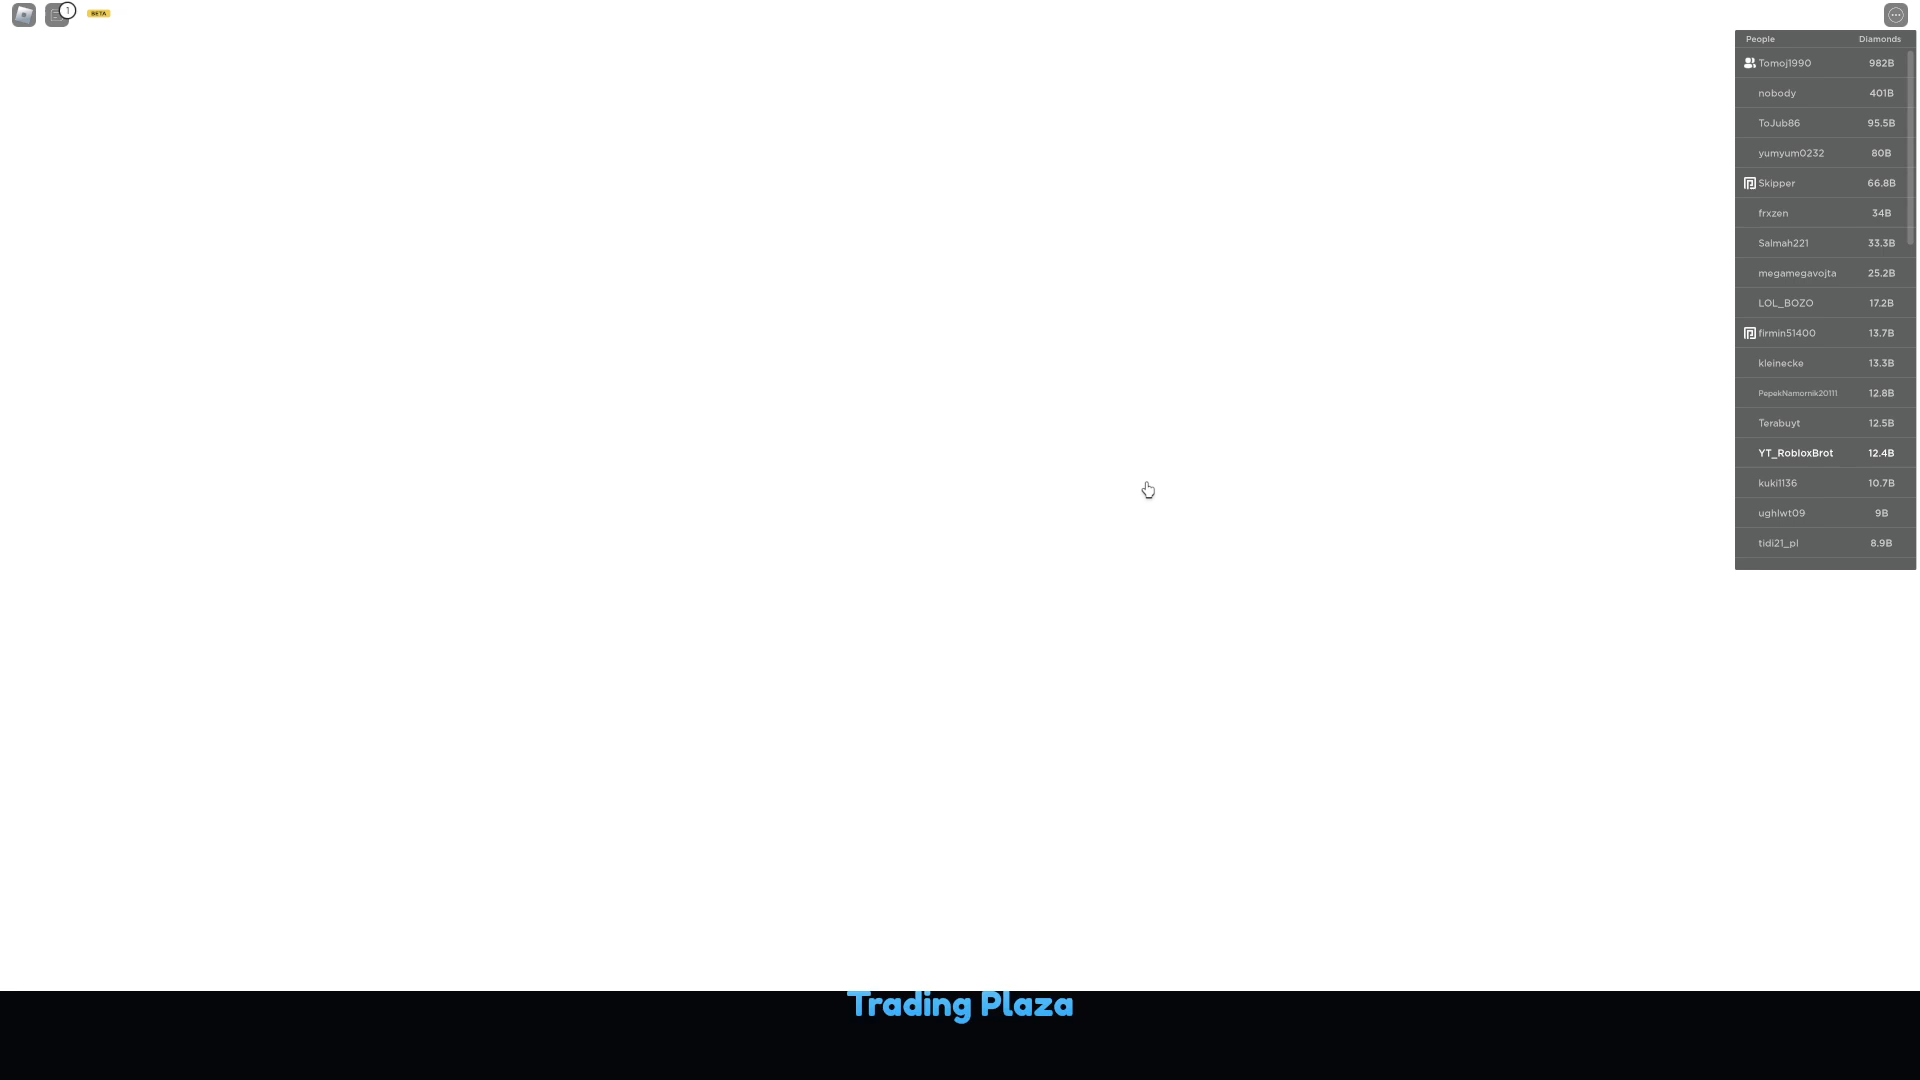 1
BETA
People Diamonds
Tomoj1990 982B
nobody 401B
ToJub86 95.5B
yumyum0232 80B
Skipper 66.8B
frxzen 34B
Salmah221 33.3B
megamegavojta 25.2B
LOL_BOZO 17.2B
firmin51400 13.7B
kleinecke 13.3B
PepekNamornik20111 12.8B
Terabuyt 12.5B
YT_RobloxBrot 12.4B
kuki1136 10.7B
ughlwt09 9B
tidi21_pl 8.9B
Trading Plaza